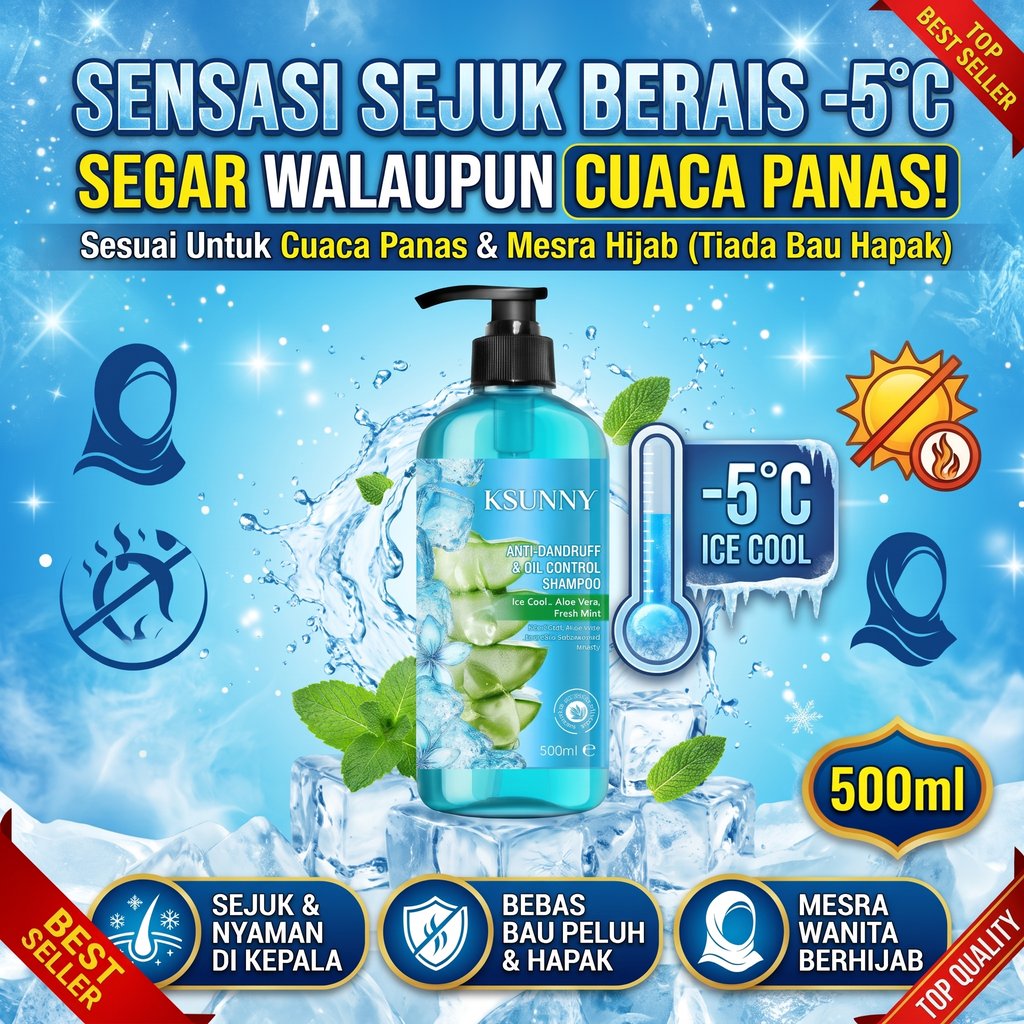 TOP
BEST SELLER
SENSASI SEJUK BERAIS -5°C
SEGAR WALAUPUN CUACA PANAS!
Sesuai Untuk Cuaca Panas & Mesra Hijab (Tiada Bau Hapak)
KSUNNY
ANTI-DANDRUFF
& OIL CONTROL
SHAMPOO
Ice Cool.. Aloe Vera,
Fresh Mint
500ml e
-5°C
ICE COOL
500ml
SEJUK &
NYAMAN
DI KEPALA
BEBAS
BAU PELUH
& HAPAK
MESRA
WANITA
BERHIJAB
BEST
SELLER
TOP QUALITY